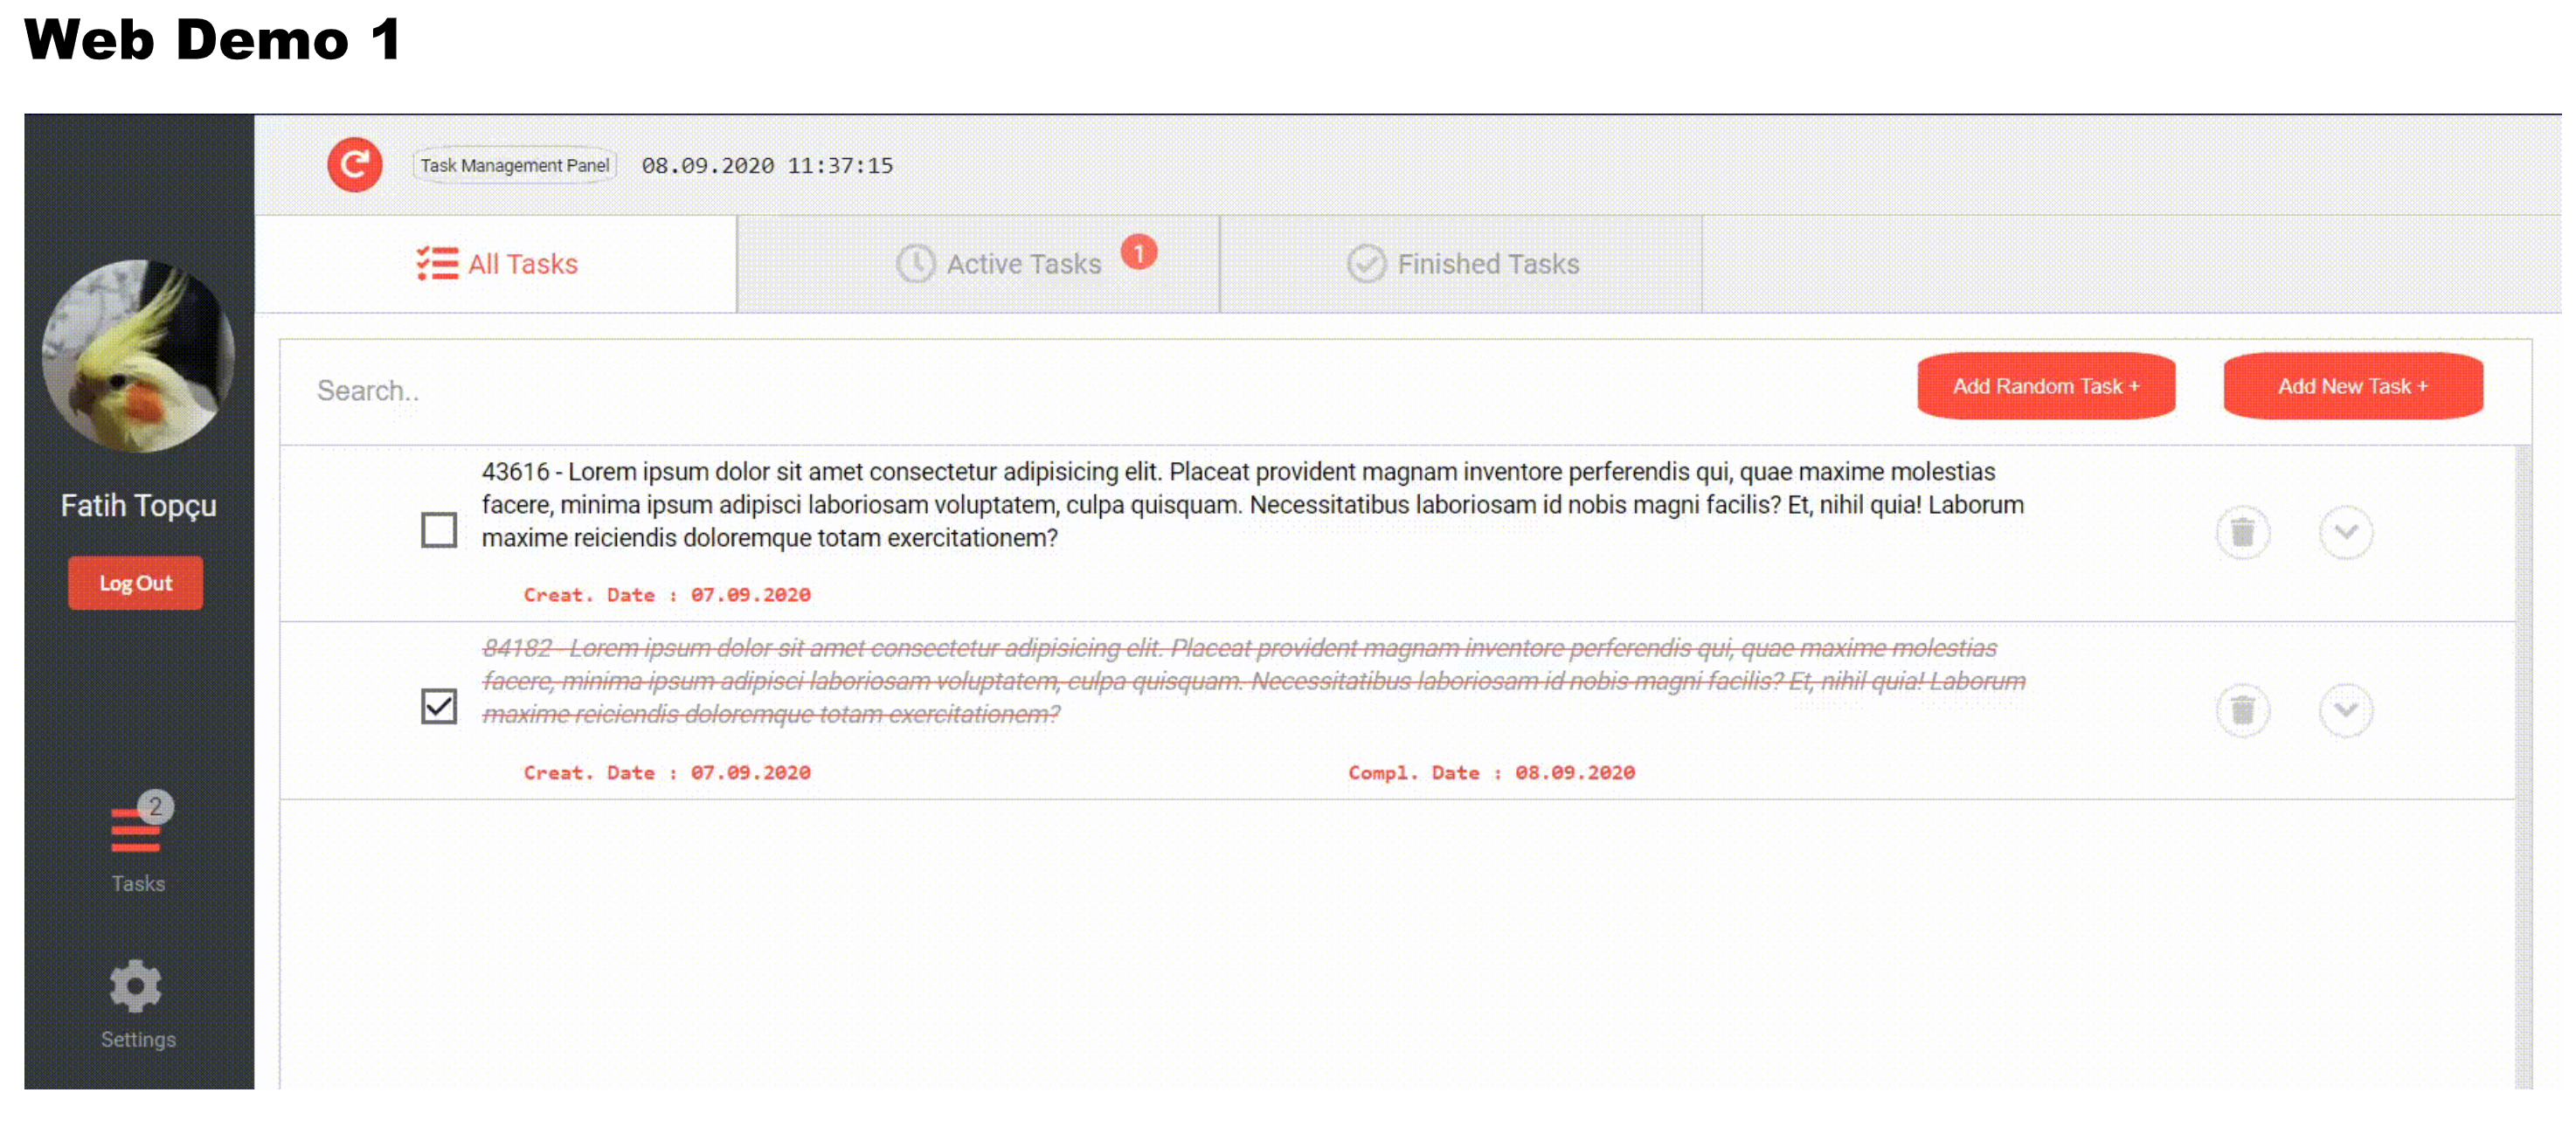 Web Demo 1
Task Management Panel 08.09.2020 11:37:15
All Tasks
Active Tasks 1
Finished Tasks
Search..
Add Random Task +
Add New Task +
43616 - Lorem ipsum dolor sit amet consectetur adipisicing elit. Placeat provident magnam inventore perferendis qui, quae maxime molestias
facere, minima ipsum adipisci laboriosam voluptatem, culpa quisquam. Necessitatibus laboriosam id nobis magni facilis? Et, nihil quia! Laborum
maxime reiciendis doloremque totam exercitationem?
Creat. Date : 07.09.2020
84182 - Lorem ipsum dolor sit amet consectetur adipisicing elit. Placeat provident magnam inventore perferendis qui, quae maxime molestias
facere, minima ipsum adipisci laboriosam voluptatem, culpa quisquam. Necessitatibus laboriosam id nobis magni facilis? Et, nihil quia! Laborum
maxime reiciendis doloremque totam exercitationem?
Creat. Date : 07.09.2020
Compl. Date : 08.09.2020
Fatih Topçu
Log Out
2
Tasks
Settings